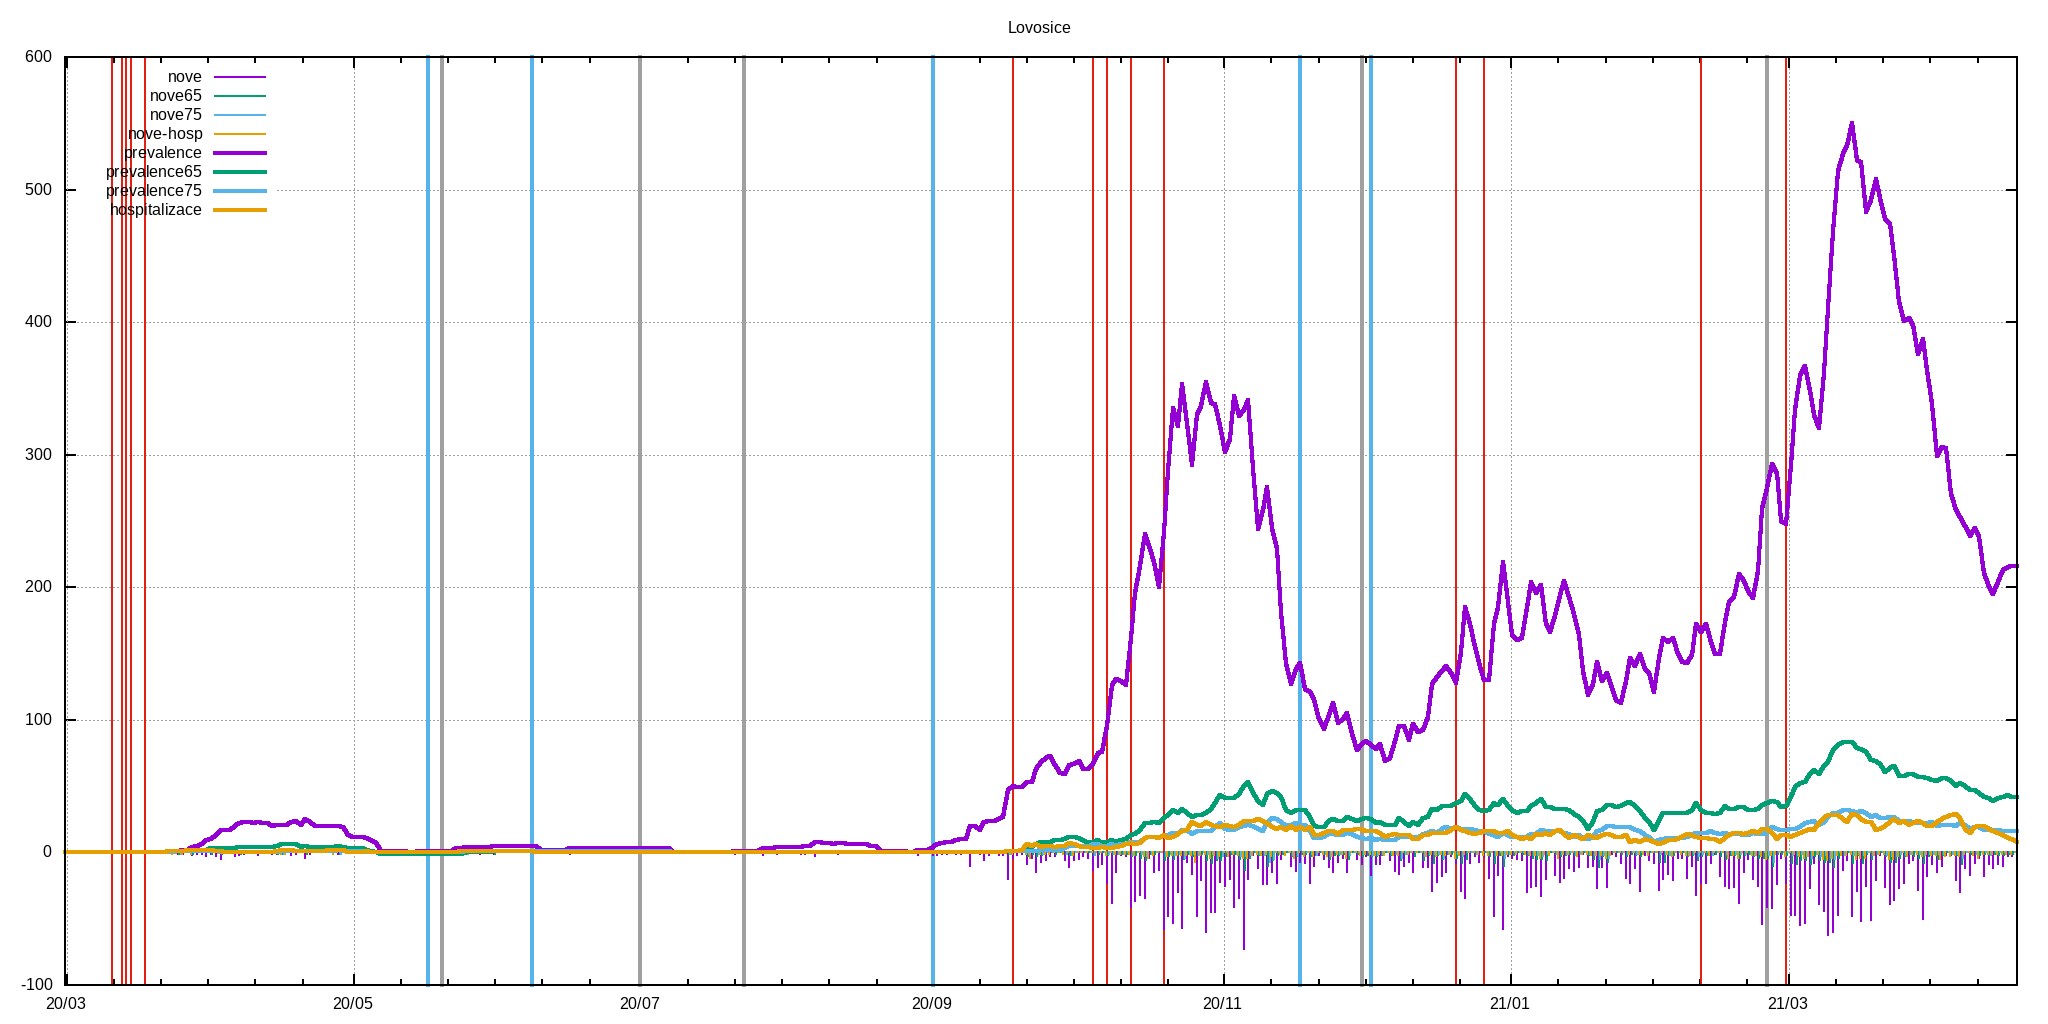 Lovosice
600
500
400
300
200
100
0
-100
nove
nove65
nove75
nove-hosp
prevalence
prevalence65
prevalence75
hospitalizace
20/03 20/05 20/07 20/09 20/11 21/01 21/03